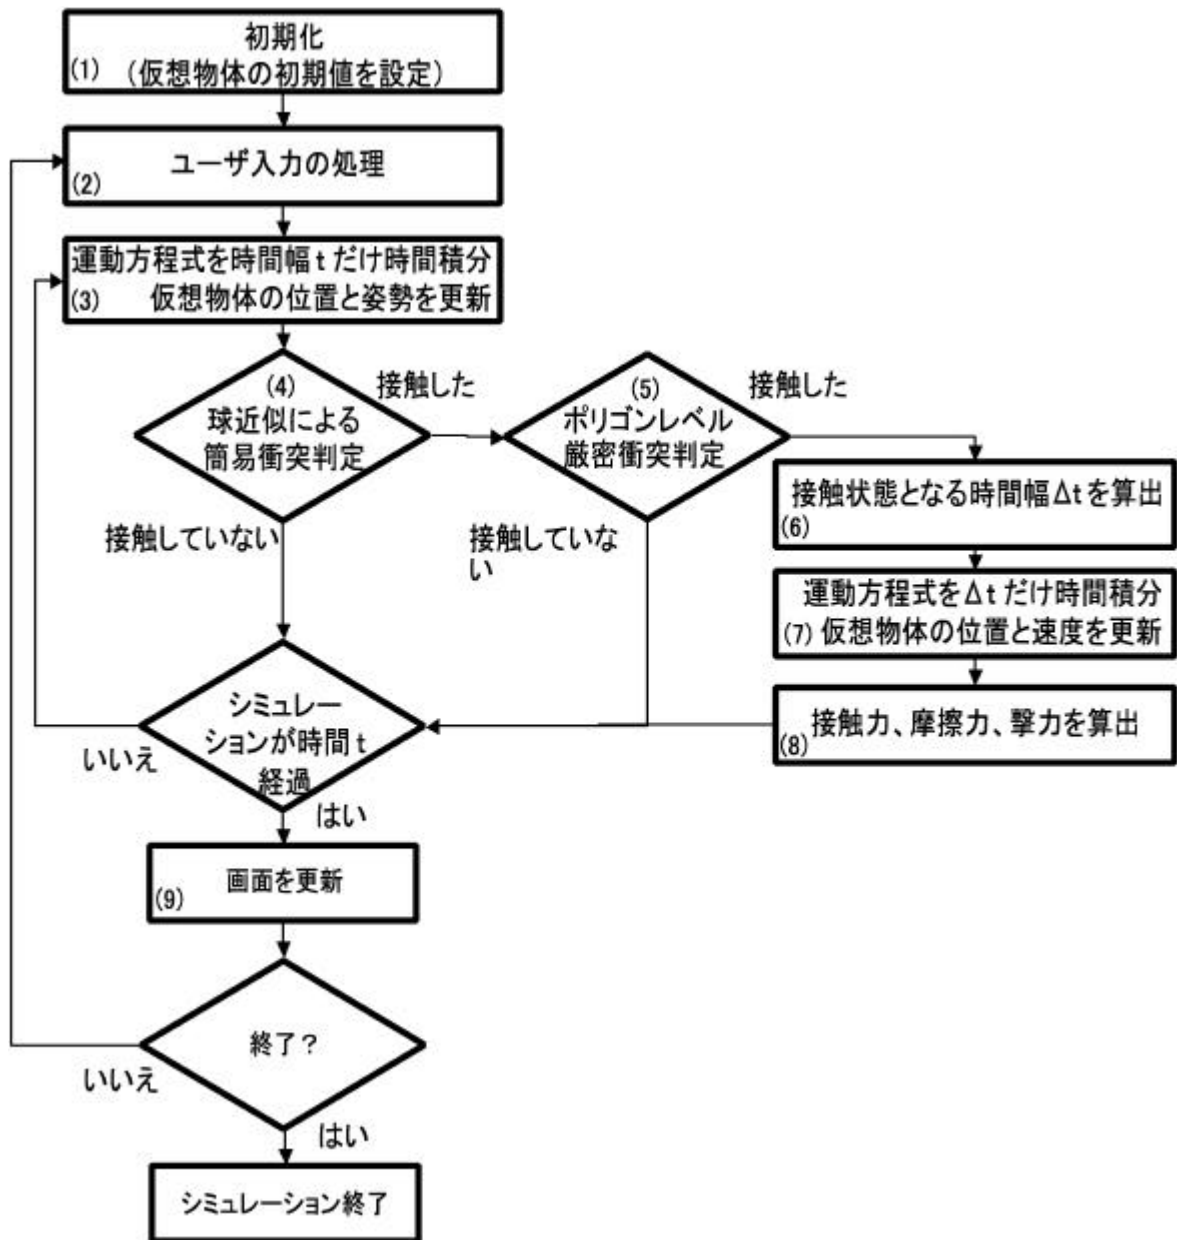 初期化
(1) （仮想物体の初期値を設定）
ユーザ入力の処理
(2)
運動方程式を時間幅ｔだけ時間積分
(3) 仮想物体の位置と姿勢を更新
(4)
球近似による
簡易衝突判定
接触した
接触していない
(5)
ポリゴンレベル
厳密衝突判定
接触した
接触していな
い
接触状態となる時間幅Δｔを算出
(6)
運動方程式をΔｔだけ時間積分
(7) 仮想物体の位置と速度を更新
接触力、摩擦力、撃力を算出
(8)
シミュレー
ションが時間ｔ
経過
いいえ
はい
画面を更新
(9)
終了？
いいえ
はい
シミュレーション終了